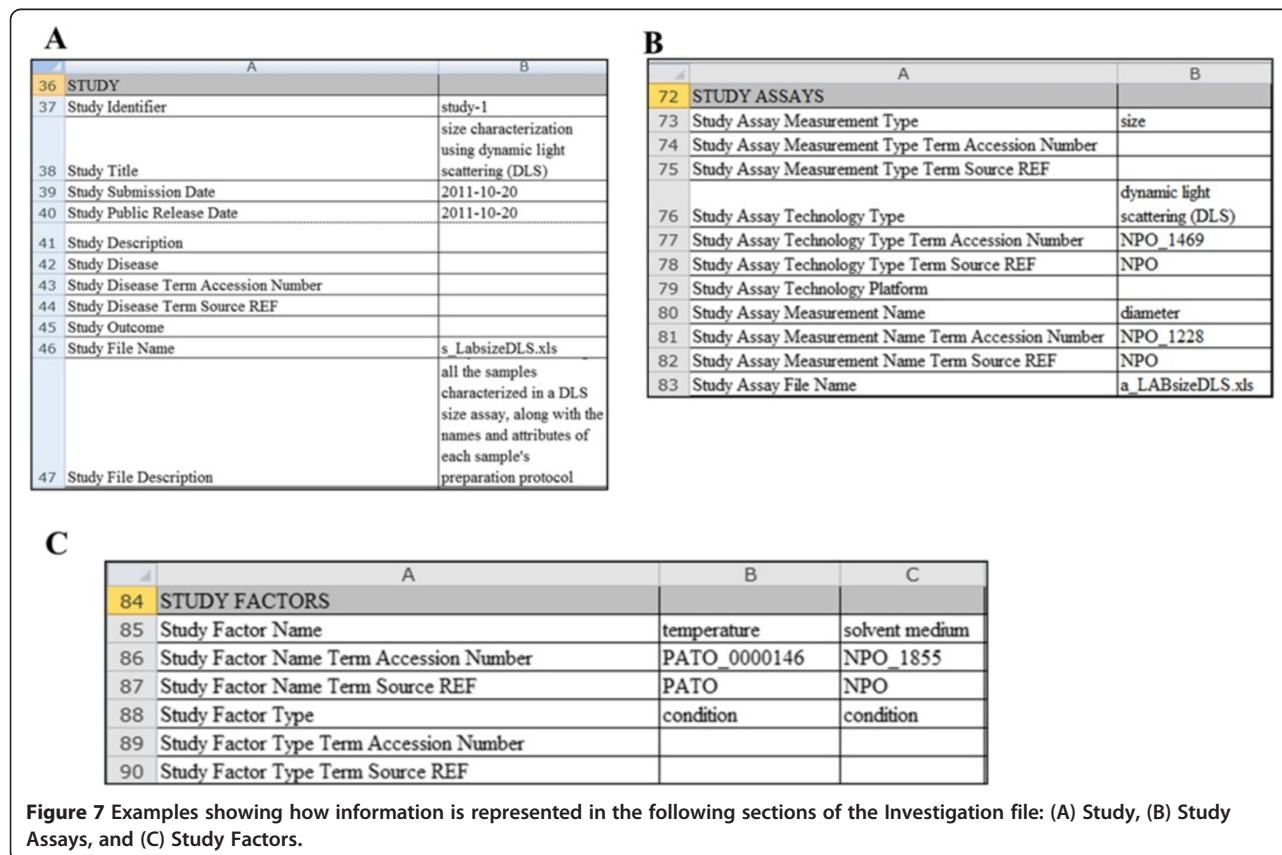 A
A B
36 STUDY
37 Study Identifier study-1
size characterization
using dynamic light
38 Study Title scattering (DLS)
39 Study Submission Date 2011-10-20
40 Study Public Release Date 2011-10-20
41 Study Description
42 Study Disease
43 Study Disease Term Accession Number
44 Study Disease Term Source REF
45 Study Outcome
46 Study File Name s_LabsizeDLS.xls
all the samples
characterized in a DLS
size assay, along with the
names and attributes of
each sample's
47 Study File Description preparation protocol
B
A B
72 STUDY ASSAYS
73 Study Assay Measurement Type size
74 Study Assay Measurement Type Term Accession Number
75 Study Assay Measurement Type Term Source REF
dynamic light
76 Study Assay Technology Type scattering (DLS)
77 Study Assay Technology Type Term Accession Number NPO_1469
78 Study Assay Technology Type Term Source REF NPO
79 Study Assay Technology Platform
80 Study Assay Measurement Name diameter
81 Study Assay Measurement Name Term Accession Number NPO_1228
82 Study Assay Measurement Name Term Source REF NPO
83 Study Assay File Name a_LABsizeDLS.xls
C
A B C
84 STUDY FACTORS
85 Study Factor Name temperature solvent medium
86 Study Factor Name Term Accession Number PATO_0000146 NPO_1855
87 Study Factor Name Term Source REF PATO NPO
88 Study Factor Type condition condition
89 Study Factor Type Term Accession Number
90 Study Factor Type Term Source REF
Figure 7 Examples showing how information is represented in the following sections of the Investigation file: (A) Study, (B) Study
Assays, and (C) Study Factors.